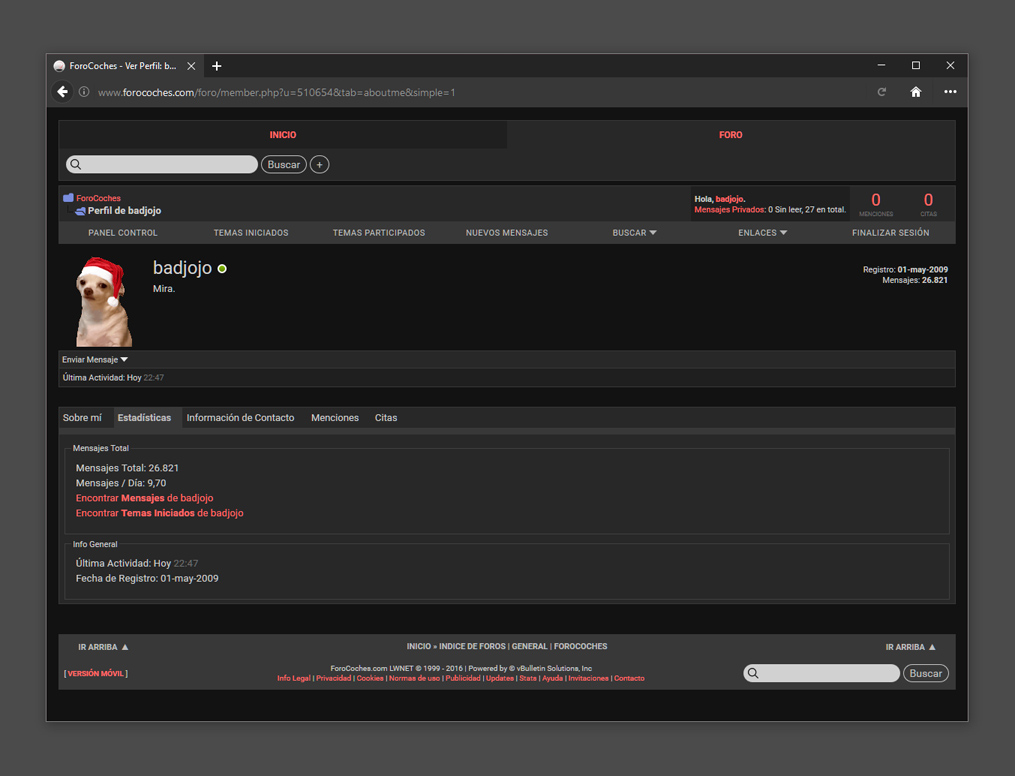 ForoCoches - Ver Perfil: b...
www.forocoches.com/foro/member.php?u=510654&tab=aboutme&simple=1
INICIO
FORO
Buscar
+
ForoCoches
Perfil de badjojo
Hola, badjojo.
Mensajes Privados: 0 Sin leer, 27 en total.
0
MENCIONES
0
CITAS
PANEL CONTROL TEMAS INICIADOS TEMAS PARTICIPADOS NUEVOS MENSAJES BUSCAR ENLACES FINALIZAR SESIÓN
badjojo
Mira.
Registro: 01-may-2009
Mensajes: 26.821
Enviar Mensaje
Última Actividad: Hoy 22:47
Sobre mí Estadísticas Información de Contacto Menciones Citas
Mensajes Total
Mensajes Total: 26.821
Mensajes / Día: 9,70
Encontrar Mensajes de badjojo
Encontrar Temas Iniciados de badjojo
Info General
Última Actividad: Hoy 22:47
Fecha de Registro: 01-may-2009
IR ARRIBA ▲
INICIO » INDICE DE FOROS | GENERAL | FOROCOCHES
IR ARRIBA ▲
[ VERSIÓN MÓVIL ]
ForoCoches.com LWNET © 1999 - 2016 | Powered by © vBulletin Solutions, Inc
Info Legal | Privacidad | Cookies | Normas de uso | Publicidad | Updates | Stats | Ayuda | Invitaciones | Contacto
Buscar